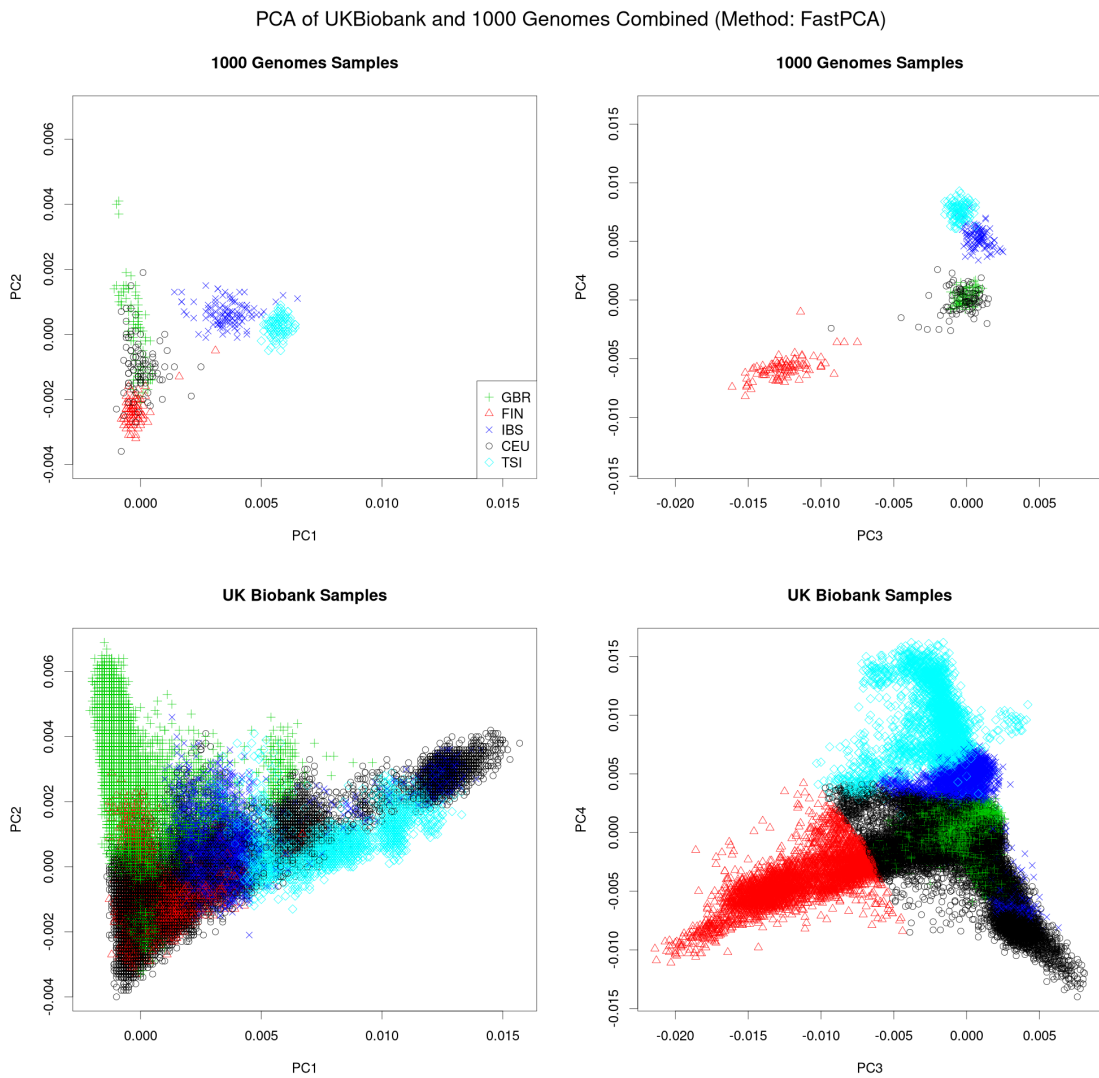 PCA of UKBiobank and 1000 Genomes Combined (Method: FastPCA)
1000 Genomes Samples
PC2
0.006
0.004
0.002
0.000
-0.002
-0.004
0.000
0.005
0.010
0.015
PC1
GBR
FIN
IBS
CEU
TSI
1000 Genomes Samples
PC4
0.015
0.010
0.005
0.000
-0.005
-0.010
-0.015
-0.020
-0.015
-0.010
-0.005
0.000
0.005
PC3
UK Biobank Samples
PC2
0.006
0.004
0.002
0.000
-0.002
-0.004
0.000
0.005
0.010
0.015
PC1
UK Biobank Samples
PC4
0.015
0.010
0.005
0.000
-0.005
-0.010
-0.015
-0.020
-0.015
-0.010
-0.005
0.000
0.005
PC3